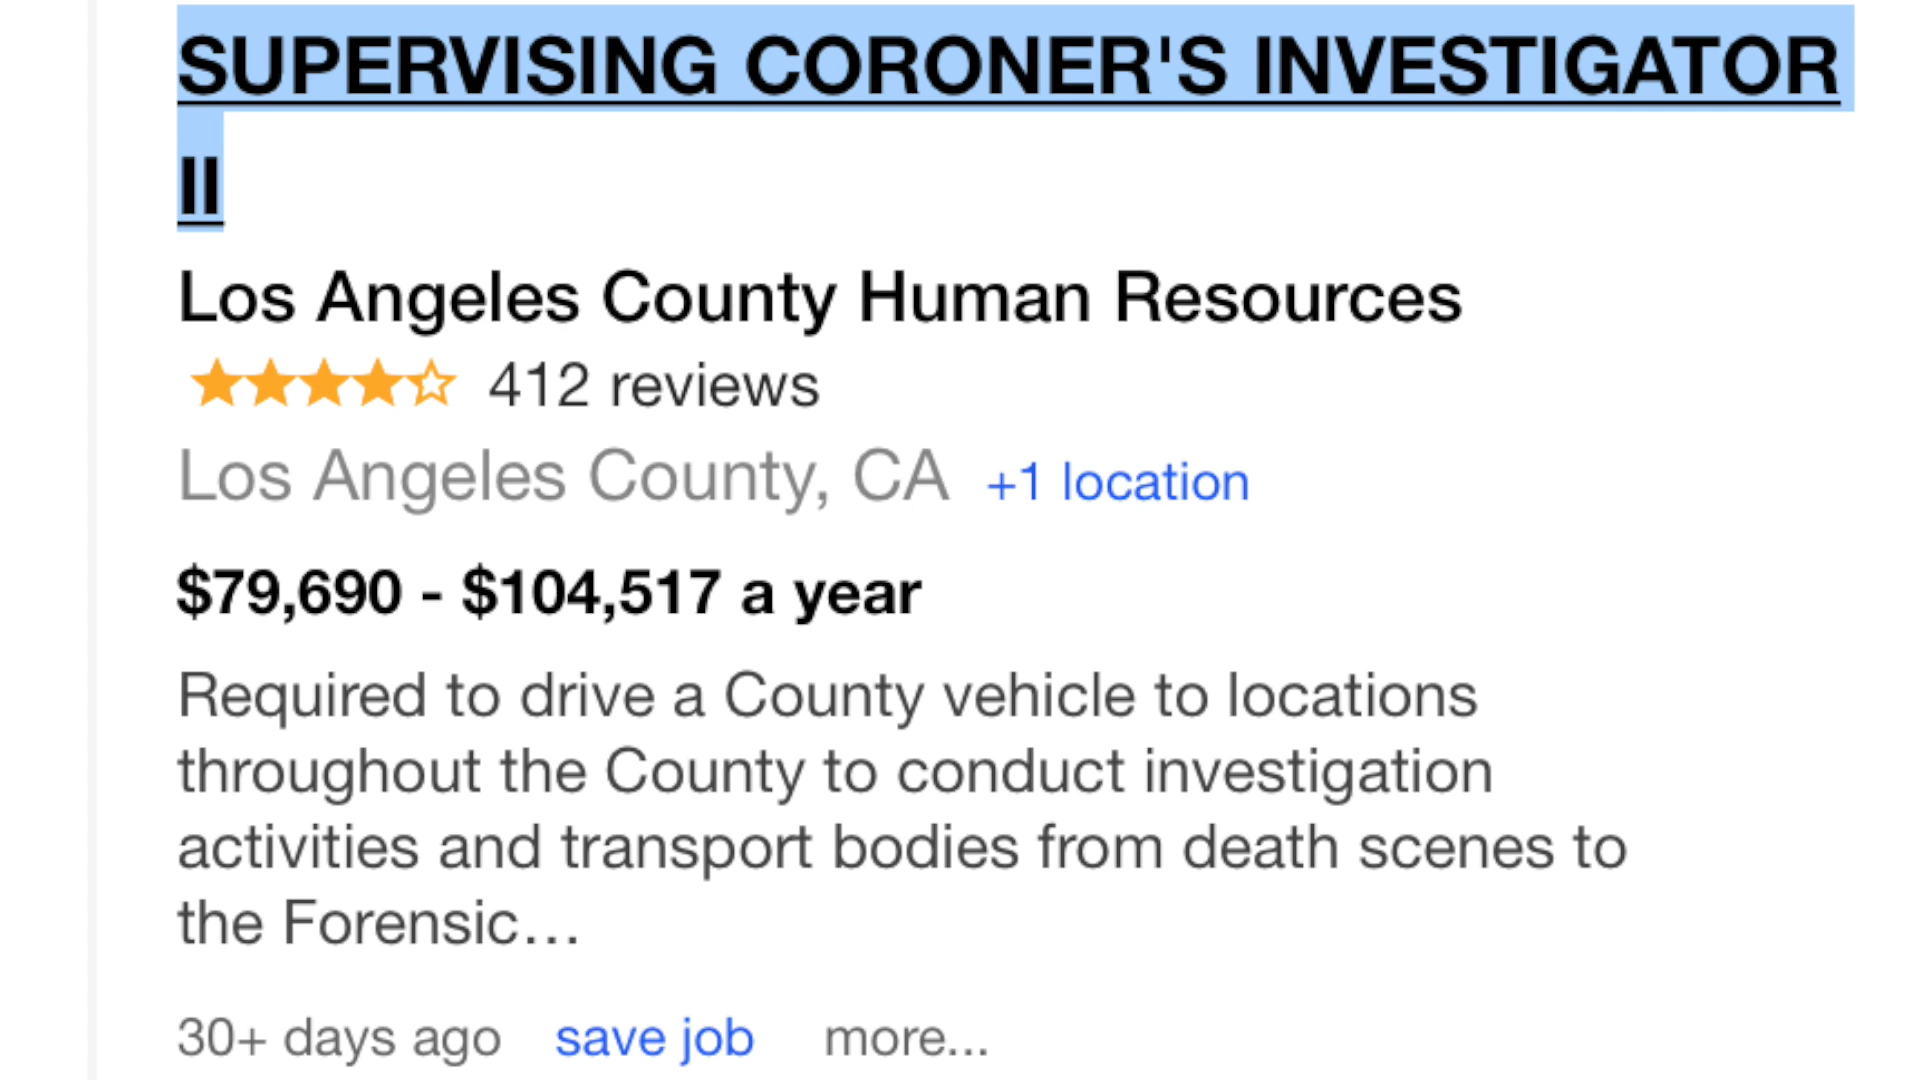 SUPERVISING CORONER'S INVESTIGATOR
II
Los Angeles County Human Resources
412 reviews
Los Angeles County, CA +1 location
$79,690 - $104,517 a year
Required to drive a County vehicle to locations
throughout the County to conduct investigation
activities and transport bodies from death scenes to
the Forensic…
30+ days ago save job more...